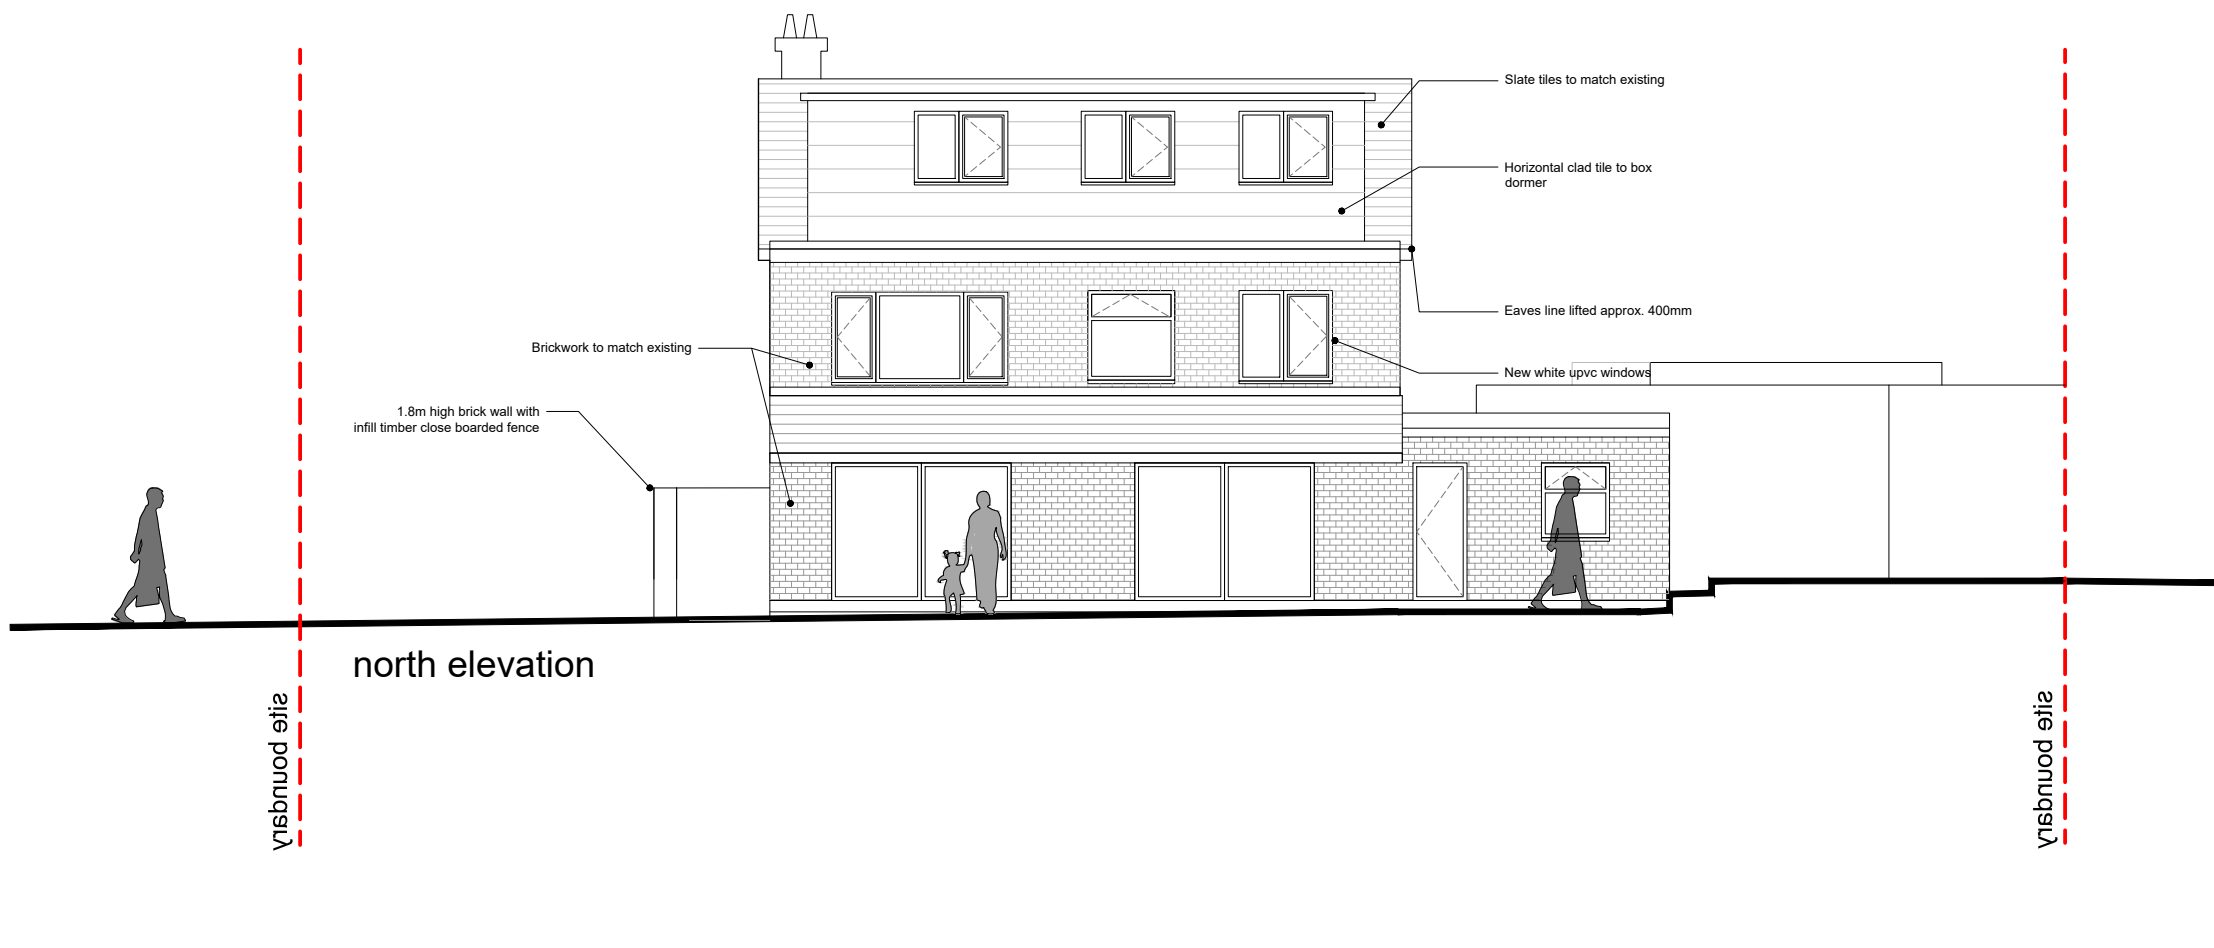 Slate tiles to match existing
Horizontal clad tile to box
dormer
Eaves line lifted approx. 400mm
Brickwork to match existing
New white upvc windows
1.8m high brick wall with
infill timber close boarded fence
north elevation
site boundary
site boundary